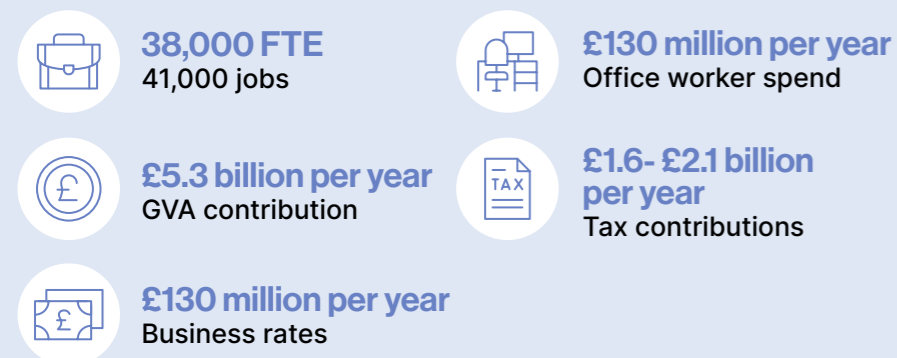 38,000 FTE
41,000 jobs
£5.3 billion per year
GVA contribution
£
£130 million per year
Business rates
£
£130 million per year
Office worker spend
£1.6- £2.1 billion
per year
Tax contributions
TAX